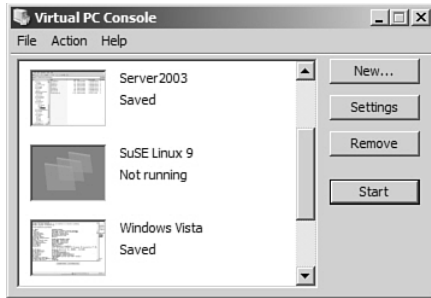 Virtual PC Console
File Action Help
Server2003
Saved
SuSE Linux 9
Not running
Windows Vista
Saved
New...
Settings
Remove
Start